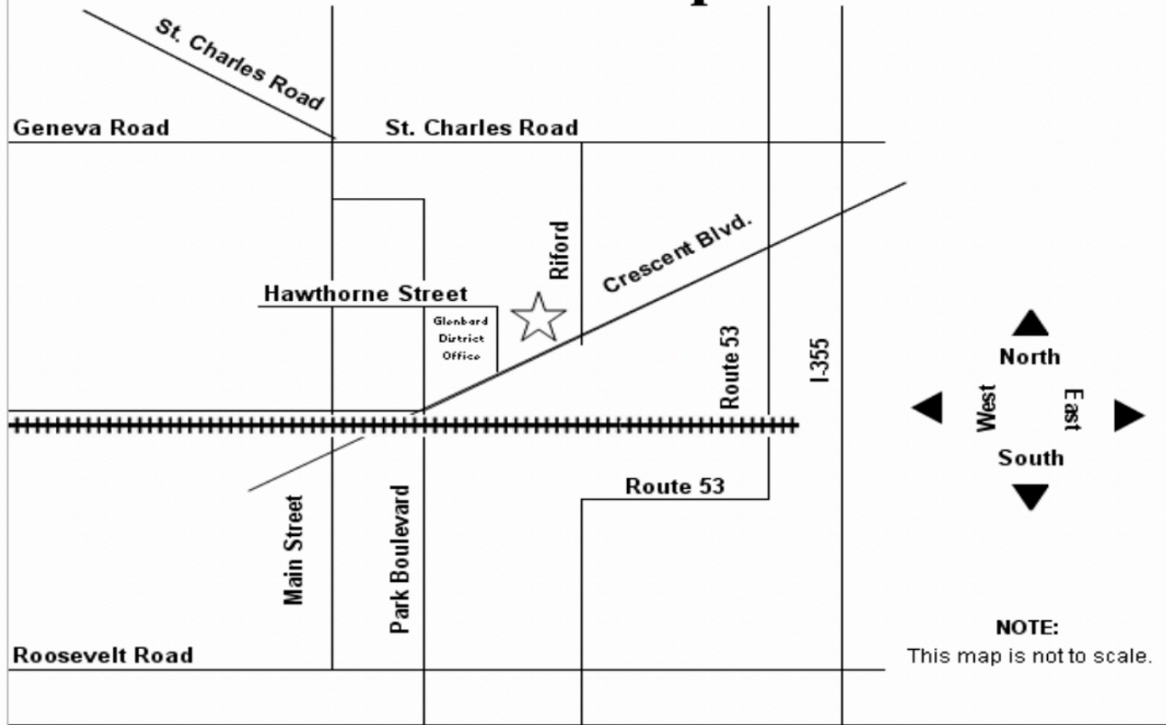 St. Charles Road
Geneva Road
St. Charles Road
Riford
Crescent Blvd.
Hawthorne Street
Glenbard
District
Office
Route 53
I-355
North
West
East
South
Route 53
Main Street
Park Boulevard
NOTE:
This map is not to scale.
Roosevelt Road